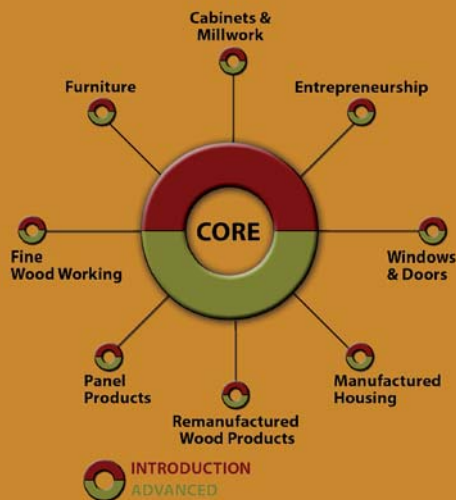 Cabinets &
Millwork
Furniture
Entrepreneurship
CORE
Fine
Wood Working
Windows
& Doors
Panel
Products
Manufactured
Housing
Remanufactured
Wood Products
INTRODUCTION
ADVANCED